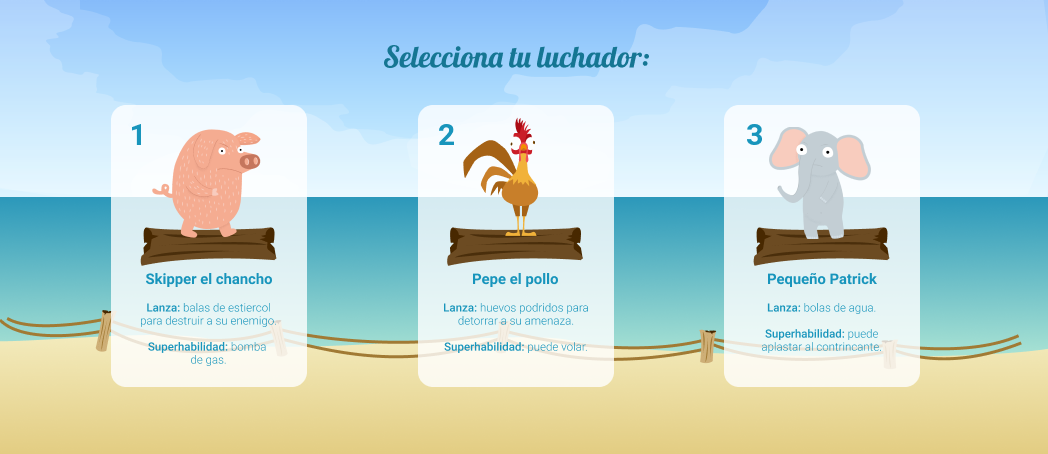 Selecciona tu luchador:
1
Skipper el chancho
Lanza: balas de estiercol
para destruir a su enemigo.
Superhabilidad: bomba
de gas.
2
Pepe el pollo
Lanza: huevos podridos para
detorrar a su amenaza.
Superhabilidad: puede volar.
3
Pequeño Patrick
Lanza: bolas de agua.
Superhabilidad: puede
aplastar al contrincante.